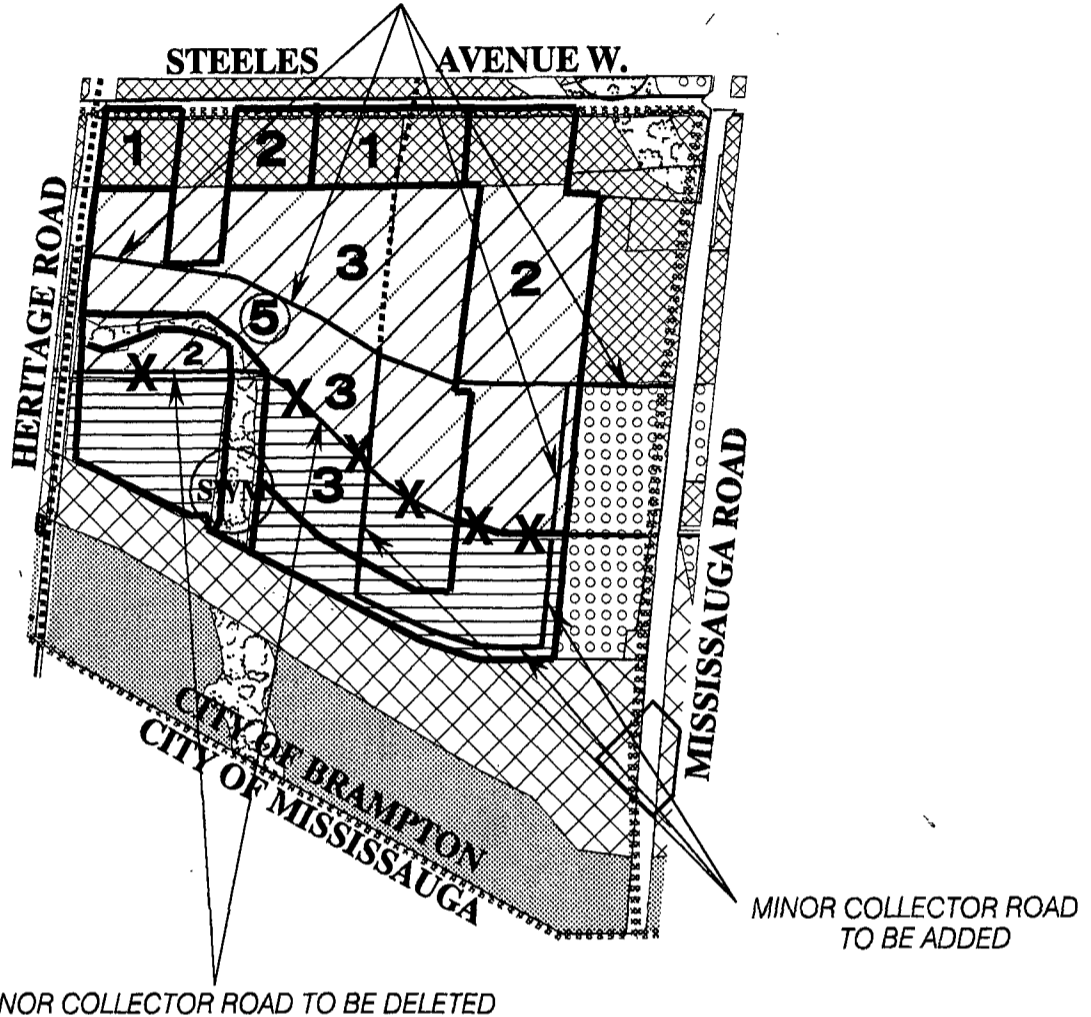 STEELES AVENUE W.
1 2 1
HERITAGE ROAD
3
2
5
2
X
X 3
X
3 X
SWM
X X
MISSISSAUGA ROAD
CITY OF BRAMPTON
CITY OF MISSISSAUGA
MINOR COLLECTOR ROAD
TO BE ADDED
NOR COLLECTOR ROAD TO BE DELETED